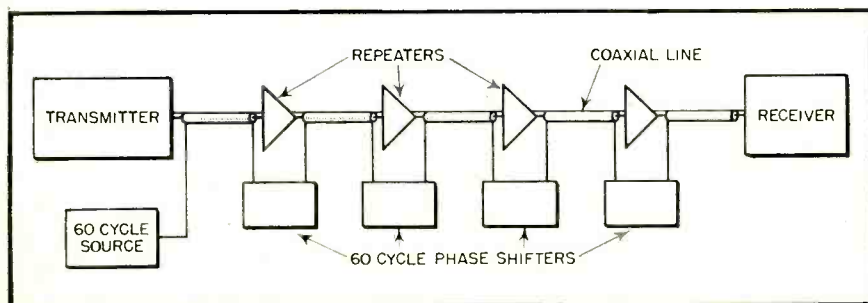 REPEATERS
COAXIAL LINE
TRANSMITTER
RECEIVER
60 CYCLE
SOURCE
60 CYCLE PHASE SHIFTERS